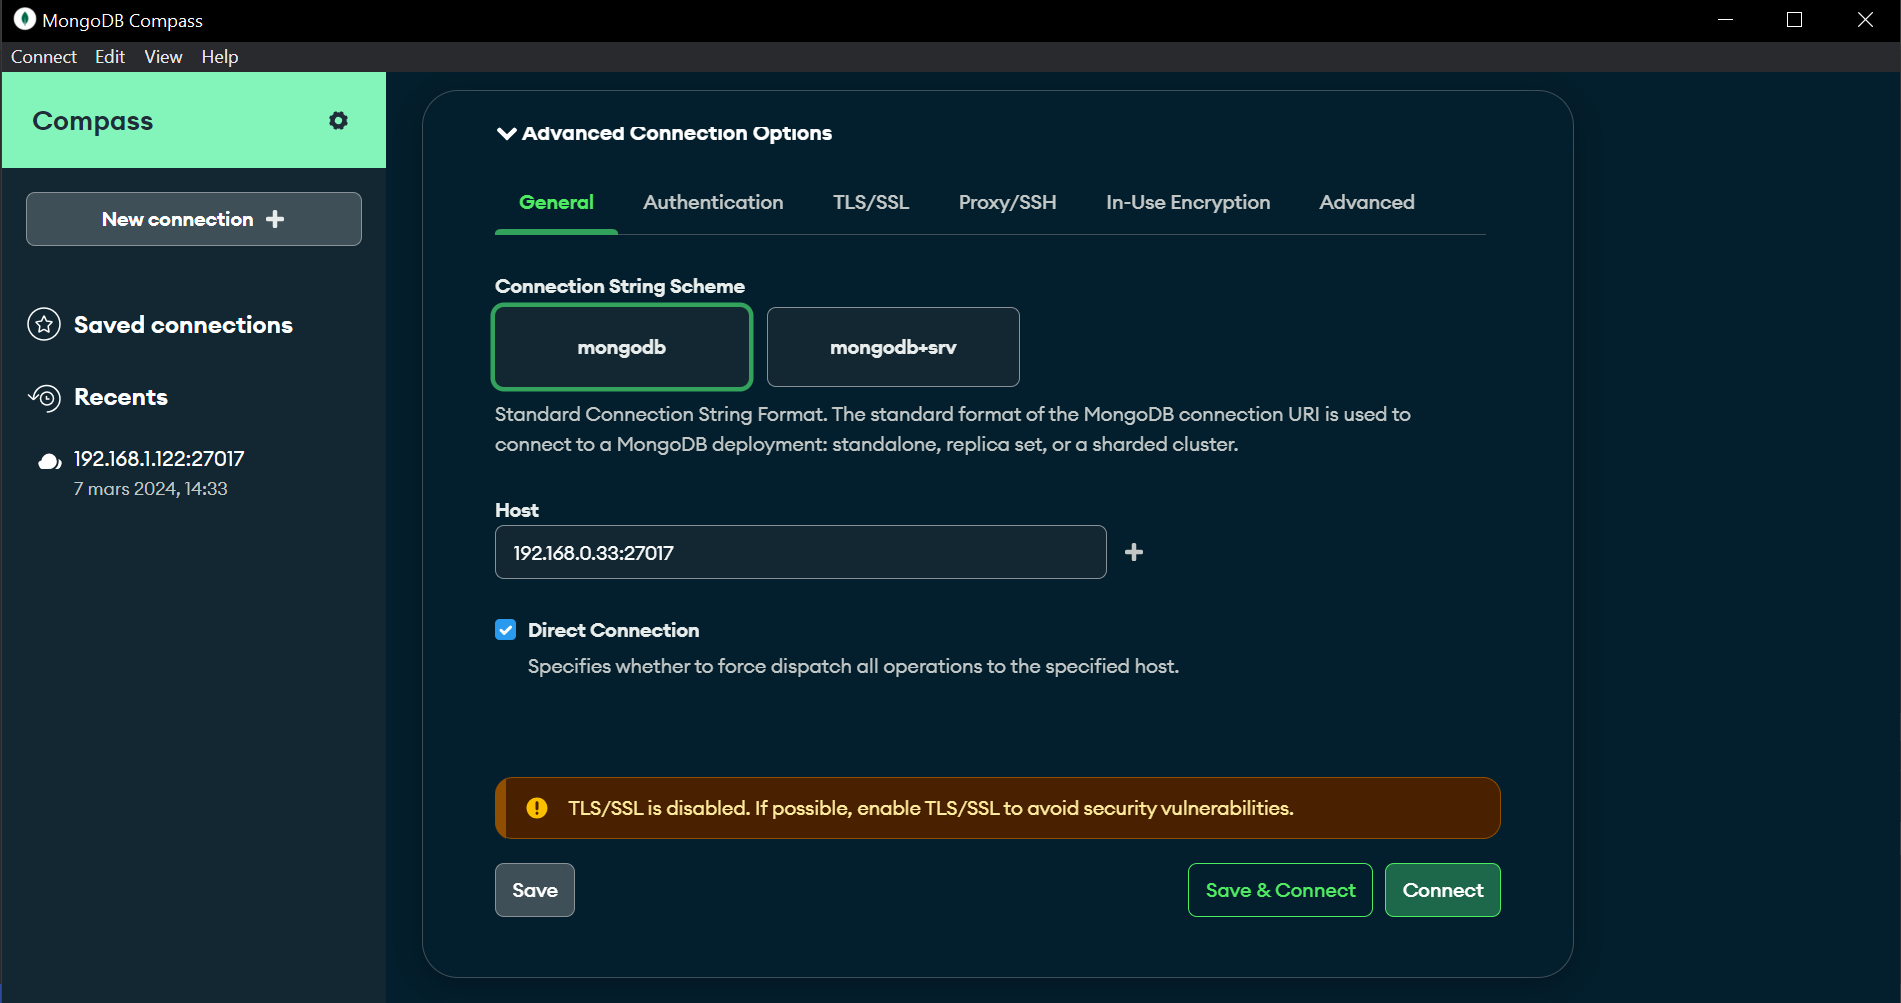 MongoDB Compass
Connect Edit View Help
Compass
New connection
Saved connections
Recents
192.168.1.122:27017
7 mars 2024, 14:33
Advanced Connection Options
General Authentication TLS/SSL Proxy/SSH In-Use Encryption Advanced
Connection String Scheme
mongodb mongodb+srv
Standard Connection String Format. The standard format of the MongoDB connection URI is used to
connect to a MongoDB deployment: standalone, replica set, or a sharded cluster.
Host
192.168.0.33:27017
Direct Connection
Specifies whether to force dispatch all operations to the specified host.
TLS/SSL is disabled. If possible, enable TLS/SSL to avoid security vulnerabilities.
Save Save & Connect Connect